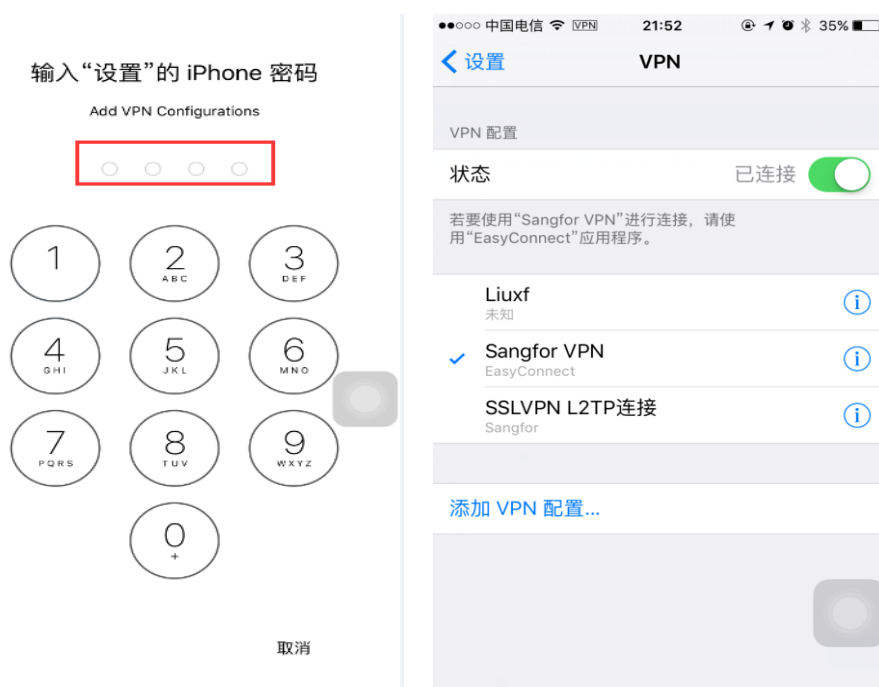 输入“设置”的 iPhone 密码
Add VPN Configurations
1
2
ABC
3
DEF
4
GHI
5
JKL
6
MNO
7
PQRS
8
TUV
9
WXYZ
0
+
取消
中国电信 VPN 21:52 35%
设置 VPN
VPN 配置
状态 已连接
若要使用“Sangfor VPN”进行连接，请使
用“EasyConnect”应用程序。
Liuxf
未知
Sangfor VPN
EasyConnect
SSLVPN L2TP连接
Sangfor
添加 VPN 配置...